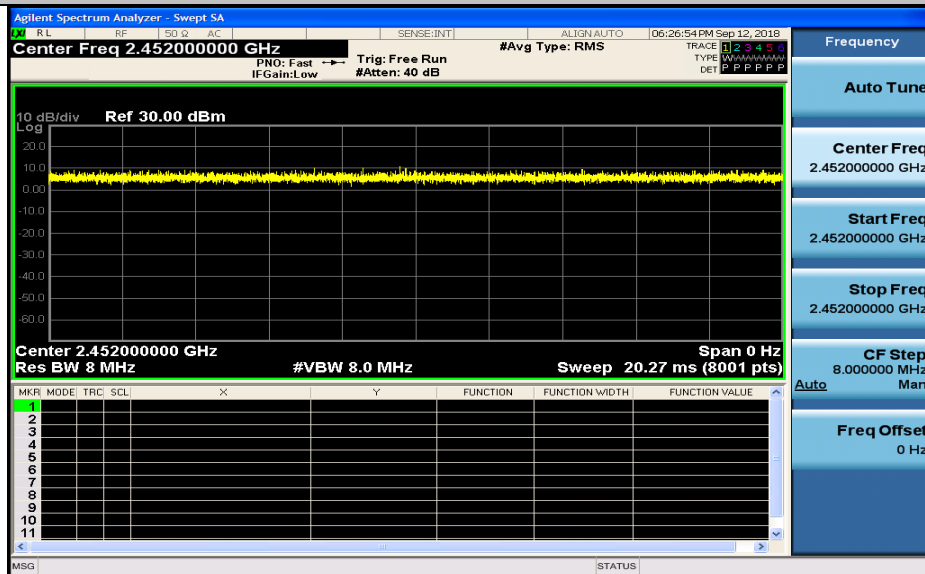 Agilent Spectrum Analyzer - Swept SA
LXI RL RF 50 Ω AC SENSE:INT ALIGN AUTO 06:26:54 PM Sep 12, 2018
Center Freq 2.452000000 GHz
PNO: Fast
IFGain:Low
Trig: Free Run
#Atten: 40 dB
#Avg Type: RMS
TRACE 1 2 3 4 5 6
TYPE WWWWWW
DET P P P P P P
10 dB/div Ref 30.00 dBm
Log
20.0
10.0
0.00
-10.0
-20.0
-30.0
-40.0
-50.0
-60.0
Center 2.452000000 GHz Span 0 Hz
Res BW 8 MHz #VBW 8.0 MHz Sweep 20.27 ms (8001 pts)
MKR MODE TRC SCL X Y FUNCTION FUNCTION WIDTH FUNCTION VALUE
1
2
3
4
5
6
7
8
9
10
11
MSG STATUS
Frequency
Auto Tune
Center Freq
2.452000000 GHz
Start Freq
2.452000000 GHz
Stop Freq
2.452000000 GHz
CF Step
8.000000 MHz
Auto Man
Freq Offset
0 Hz